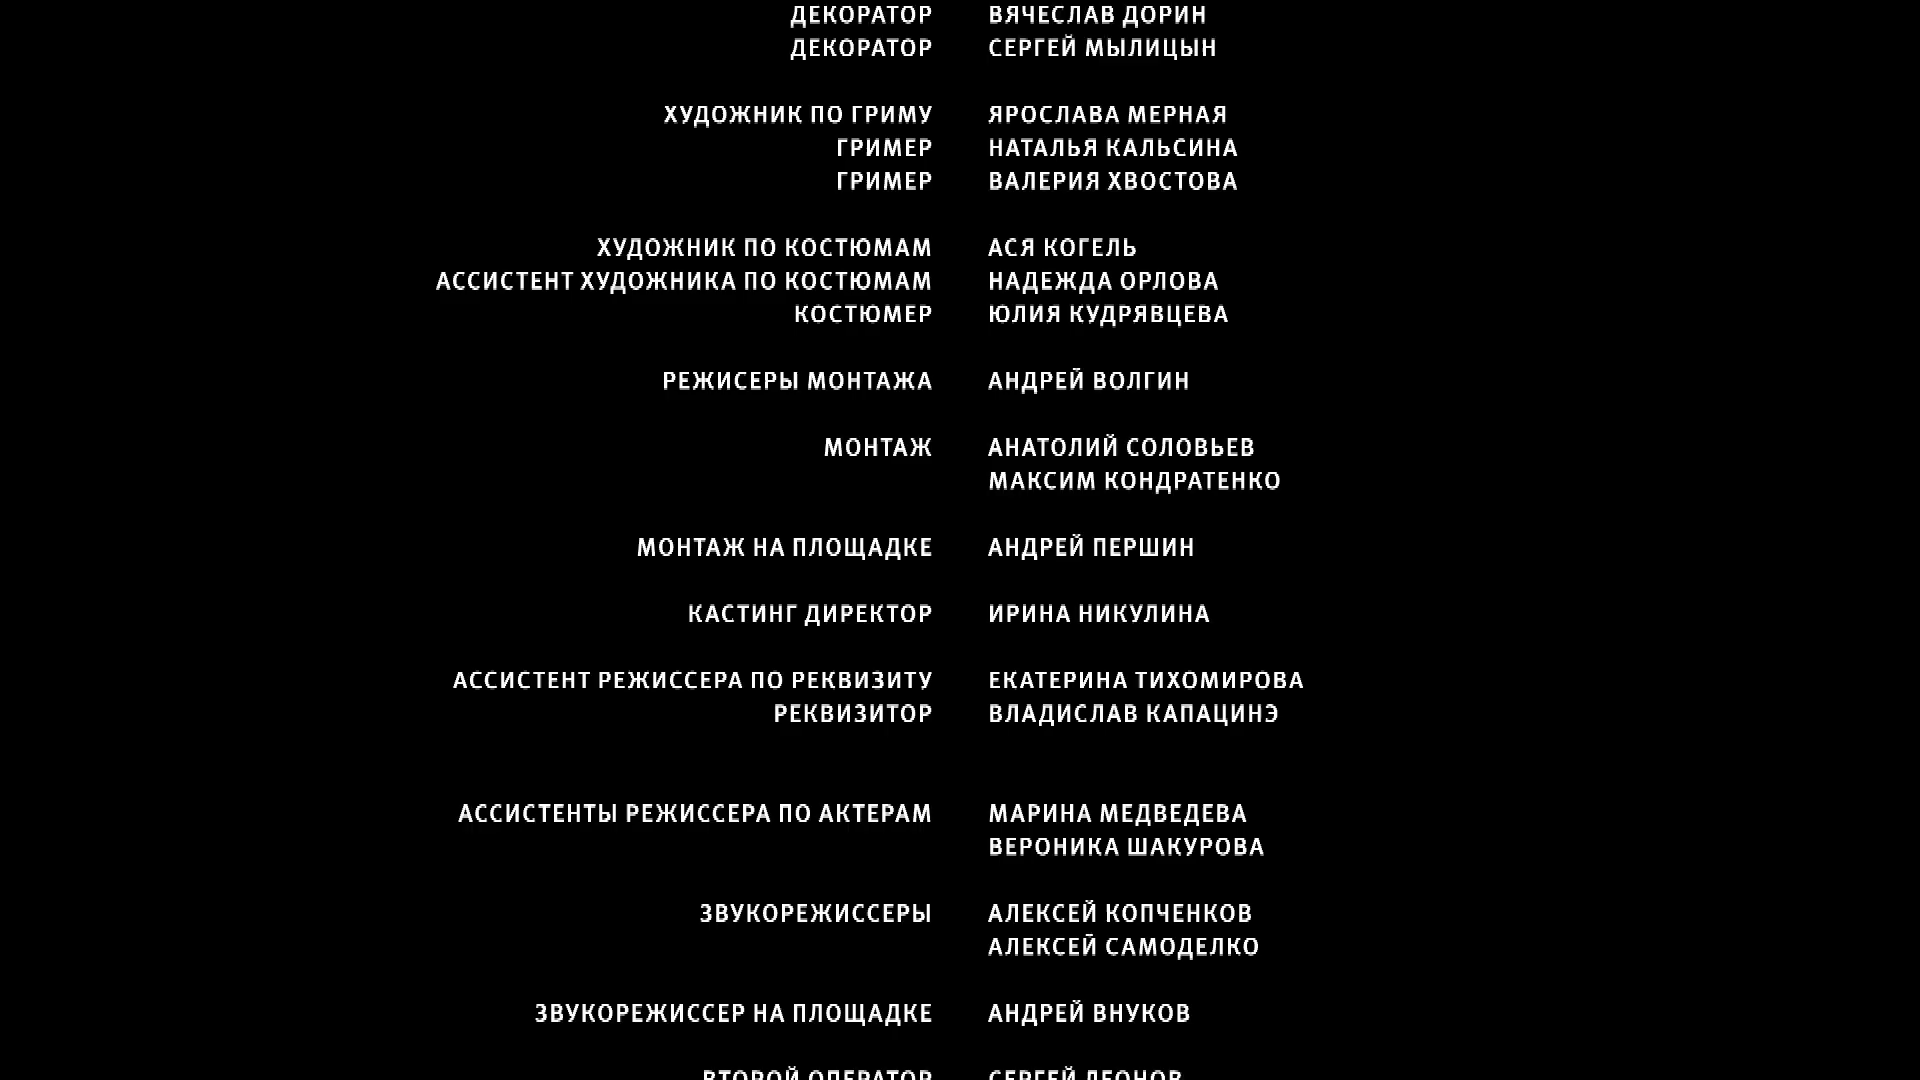 ДЕКОРАТОР ВЯЧЕСЛАВ ДОРИН
ДЕКОРАТОР СЕРГЕЙ МЫЛИЦЫН
ХУДОЖНИК ПО ГРИМУ ЯРОСЛАВА МЕРНАЯ
ГРИМЕР НАТАЛЬЯ КАЛЬСИНА
ГРИМЕР ВАЛЕРИЯ ХВОСТОВА
ХУДОЖНИК ПО КОСТЮМАМ АСЯ КОГЕЛЬ
АССИСТЕНТ ХУДОЖНИКА ПО КОСТЮМАМ НАДЕЖДА ОРЛОВА
КОСТЮМЕР ЮЛИЯ КУДРЯВЦЕВА
РЕЖИСЕРЫ МОНТАЖА АНДРЕЙ ВОЛГИН
МОНТАЖ АНАТОЛИЙ СОЛОВЬЕВ
МАКСИМ КОНДРАТЕНКО
МОНТАЖ НА ПЛОЩАДКЕ АНДРЕЙ ПЕРШИН
КАСТИНГ ДИРЕКТОР ИРИНА НИКУЛИНА
АССИСТЕНТ РЕЖИССЕРА ПО РЕКВИЗИТУ ЕКАТЕРИНА ТИХОМИРОВА
РЕКВИЗИТОР ВЛАДИСЛАВ КАПАЦИНЭ
АССИСТЕНТЫ РЕЖИССЕРА ПО АКТЕРАМ МАРИНА МЕДВЕДЕВА
ВЕРОНИКА ШАКУРОВА
ЗВУКОРЕЖИССЕРЫ АЛЕКСЕЙ КОПЧЕНКОВ
АЛЕКСЕЙ САМОДЕЛКО
ЗВУКОРЕЖИССЕР НА ПЛОЩАДКЕ АНДРЕЙ ВНУКОВ
ВТОРОЙ ОПЕРАТОР СЕРГЕЙ ЛЕОНОВ